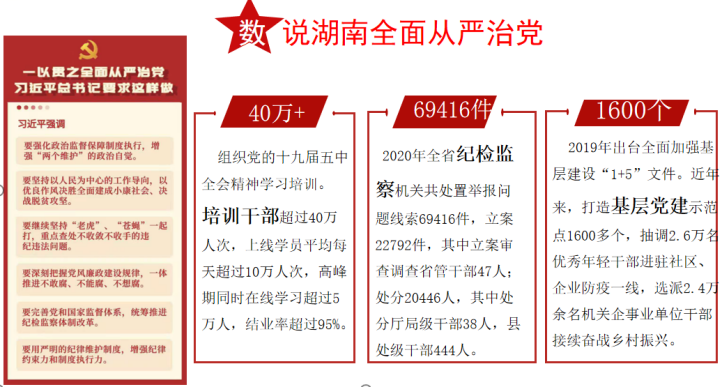 数 说湖南全面从严治党
一以贯之全面从严治党
习近平总书记要求这样做
习近平强调
要强化政治监督保障制度执行，增
强“两个维护”的政治自觉。
要坚持以人民为中心的工作导向，以
优良作风决胜全面建成小康社会、决
战脱贫攻坚。
要继续坚持“老虎”、“苍蝇”一起
打，重点查处不收敛不收手的违
纪违法问题。
要深刻把握党风廉政建设规律，一体
推进不敢腐、不能腐、不想腐。
要完善党和国家监督体系，统筹推进
纪检监察体制改革。
要用严明的纪律维护制度，增强纪律
约束力和制度执行力。
40万+
组织党的十九届五中
全会精神学习培训。
培训干部超过40万
人次，上线学员平均每
天超过10万人次，高峰
期同时在线学习超过5
万人，结业率超过95%。
69416件
2020年全省纪检监
察机关共处置举报问
题线索69416件，立案
22792件，其中立案审
查调查省管干部47人；
处分20446人，其中处
分厅局级干部38人，县
处级干部444人。
1600个
2019年出台全面加强基
层建设“1+5”文件。近年
来，打造基层党建示范
点1600多个，抽调2.6万名
优秀年轻干部进驻社区、
企业防疫一线，选派2.4万
余名机关企事业单位干部
接续奋战乡村振兴。